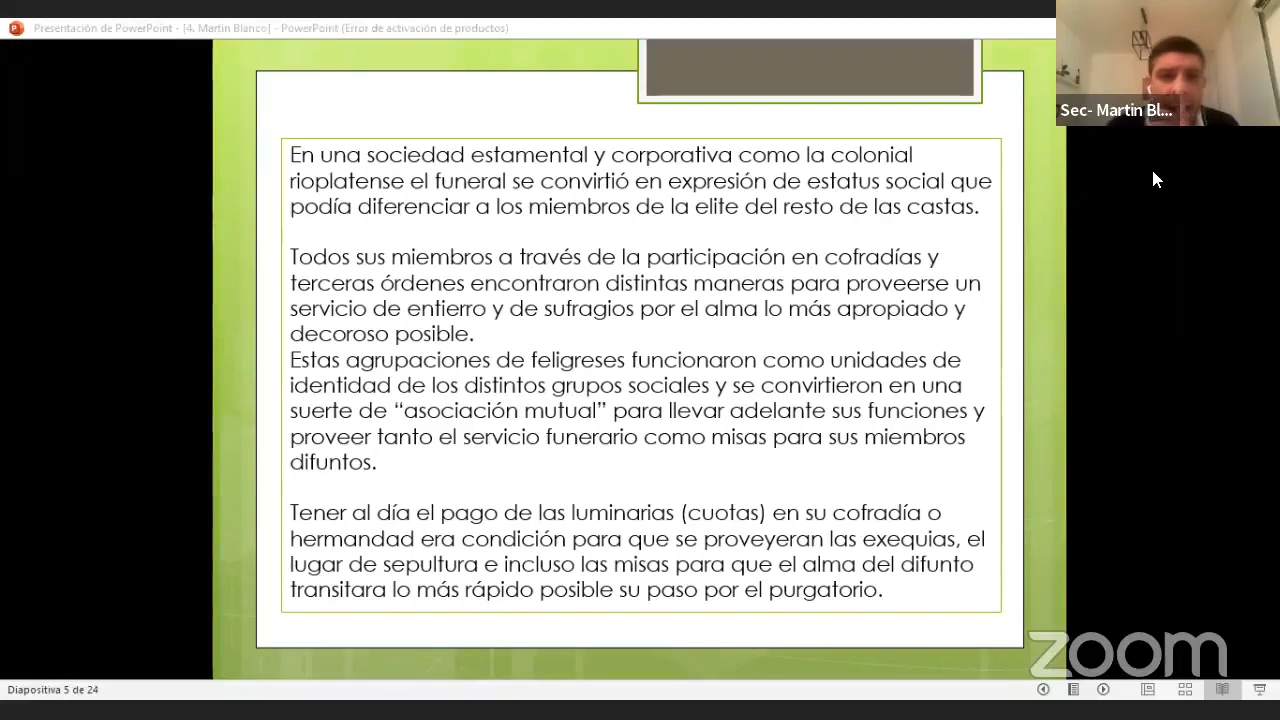 Presentación de PowerPoint - [4. Martin Blanco] - PowerPoint (Error de activación de productos)
Sec- Martin Bl...
En una sociedad estamental y corporativa como la colonial
rioplatense el funeral se convirtió en expresión de estatus social que
podía diferenciar a los miembros de la elite del resto de las castas.
Todos sus miembros a través de la participación en cofradías y
terceras órdenes encontraron distintas maneras para proveerse un
servicio de entierro y de sufragios por el alma lo más apropiado y
decoroso posible.
Estas agrupaciones de feligreses funcionaron como unidades de
identidad de los distintos grupos sociales y se convirtieron en una
suerte de “asociación mutual” para llevar adelante sus funciones y
proveer tanto el servicio funerario como misas para sus miembros
difuntos.
Tener al día el pago de las luminarias (cuotas) en su cofradía o
hermandad era condición para que se proveyeran las exequias, el
lugar de sepultura e incluso las misas para que el alma del difunto
transitara lo más rápido posible su paso por el purgatorio.
zoom
Diapositiva 5 de 24